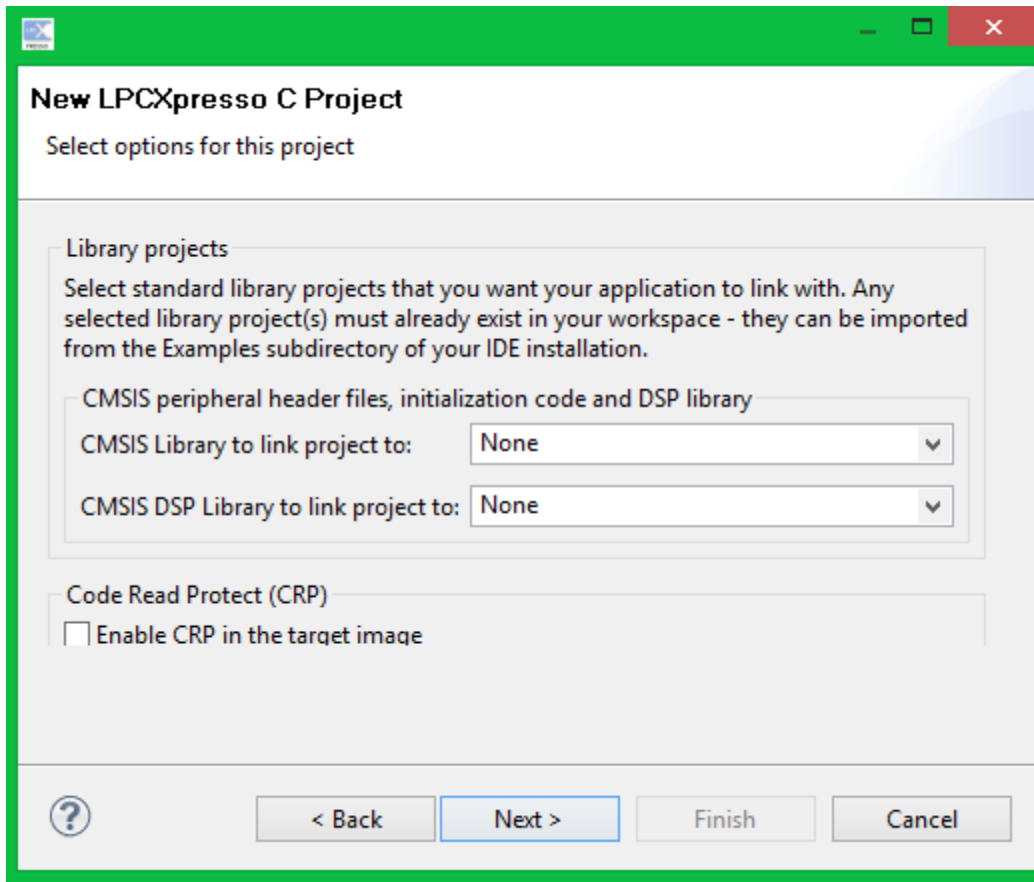 New LPCXpresso C Project
Select options for this project
Library projects
Select standard library projects that you want your application to link with. Any
selected library project(s) must already exist in your workspace - they can be imported
from the Examples subdirectory of your IDE installation.
CMSIS peripheral header files, initialization code and DSP library
CMSIS Library to link project to: None
CMSIS DSP Library to link project to: None
Code Read Protect (CRP)
Enable CRP in the target image
? < Back Next > Finish Cancel